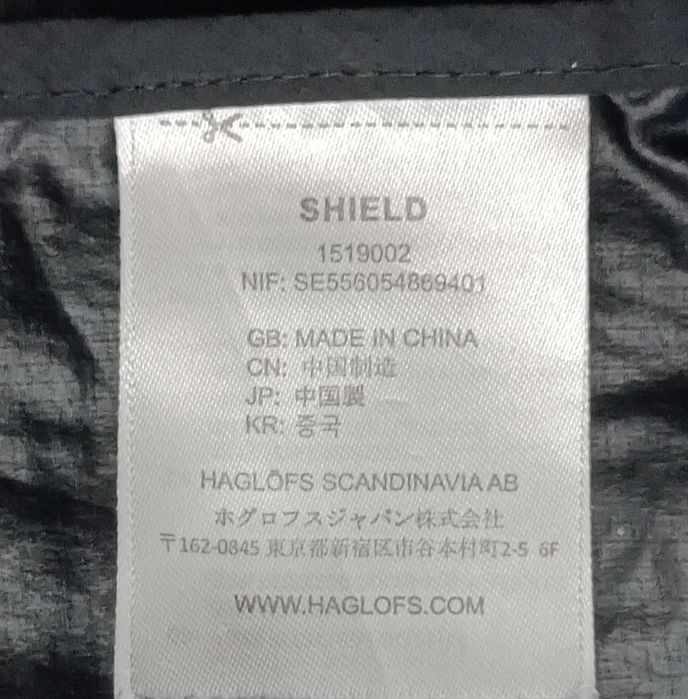 SHIELD
1519002
NIF: SE556054869401
GB: MADE IN CHINA
CN: 中国制造
JP: 中国製
KR: 중국
HAGLÖFS SCANDINAVIA AB
ホグロフスジャパン株式会社
〒162-0845 東京都新宿区市谷本村町2-5 6F
WWW.HAGLOFS.COM